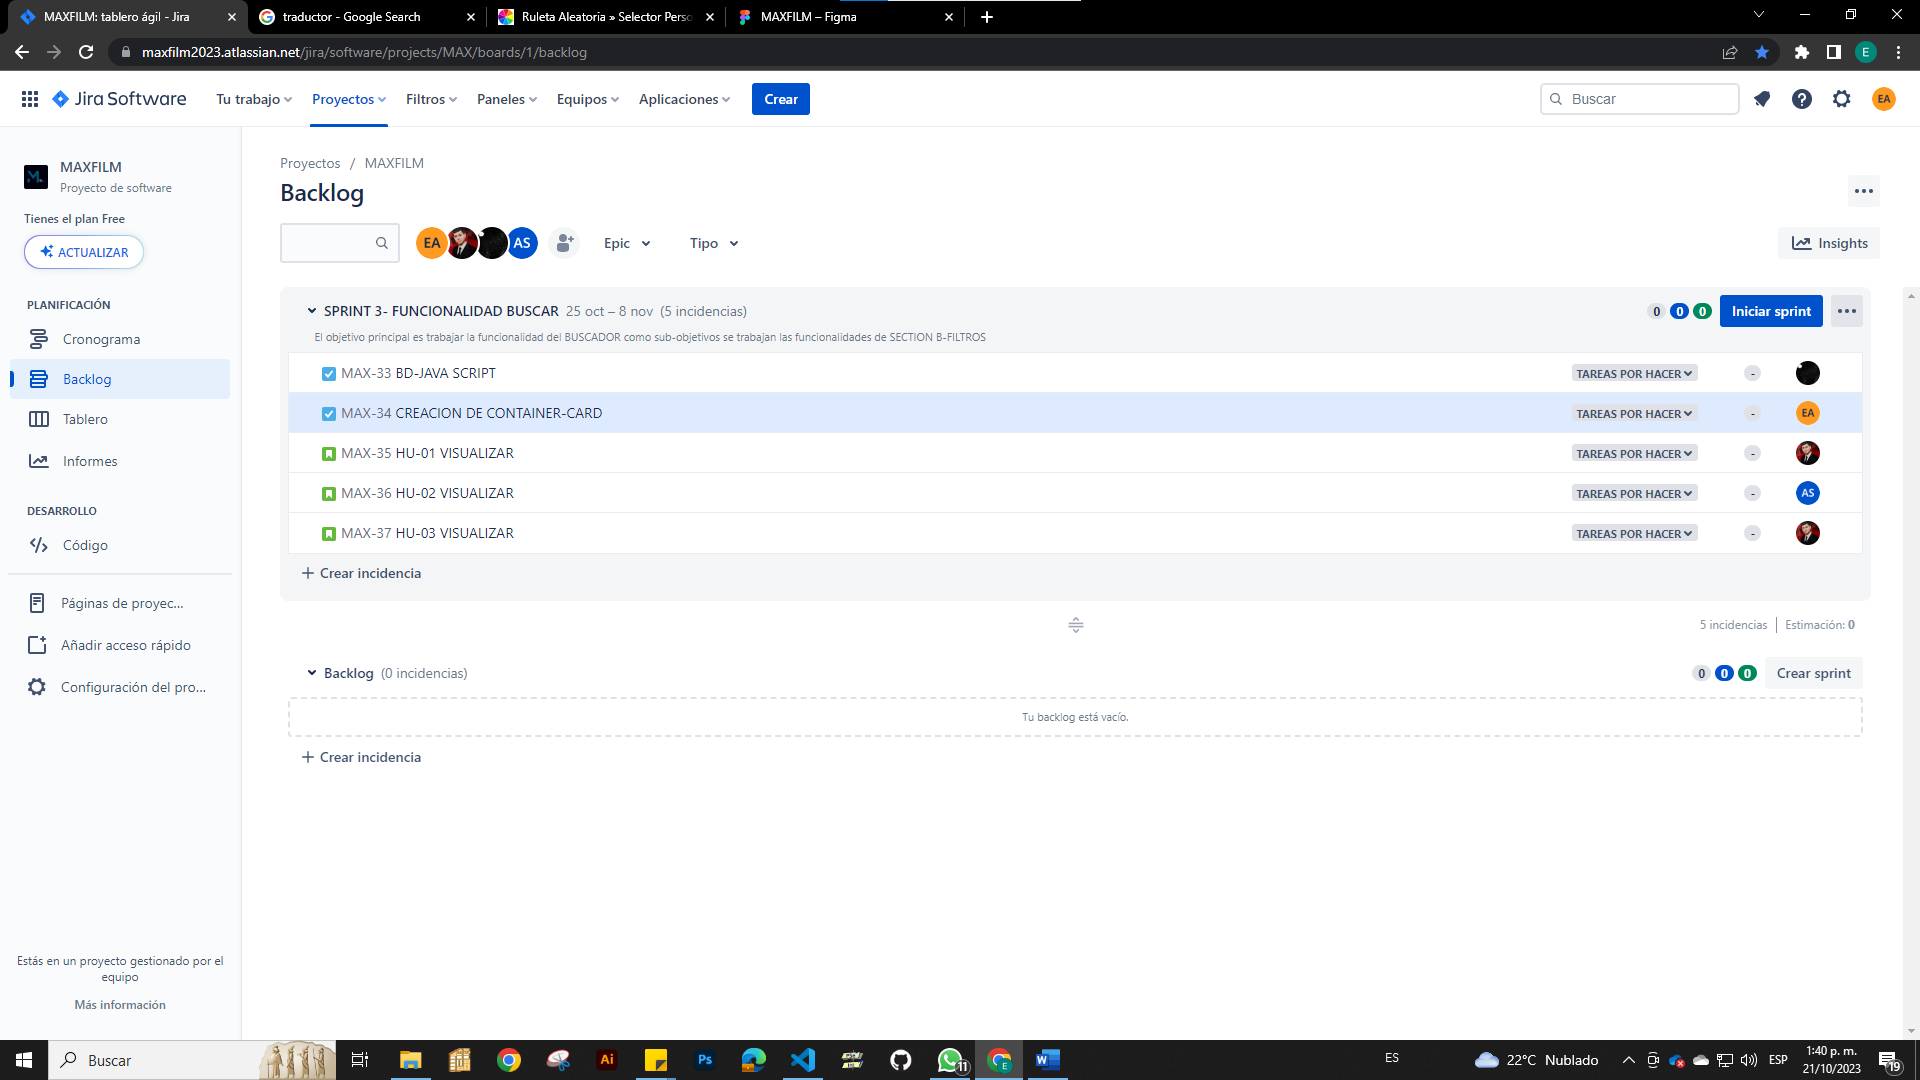 MAXFILM: tablero ágil - Jira
traductor - Google Search
Ruleta Aleatoria » Selector Perso
MAXFILM – Figma
maxfilm2023.atlassian.net/jira/software/projects/MAX/boards/1/backlog
E
Jira Software
Tu trabajo
Proyectos
Filtros
Paneles
Equipos
Aplicaciones
Crear
Buscar
EA
MAXFILM
Proyecto de software
Tienes el plan Free
ACTUALIZAR
PLANIFICACIÓN
Cronograma
Backlog
Tablero
Informes
DESARROLLO
Código
Páginas de proyec...
Añadir acceso rápido
Configuración del pro...
Estás en un proyecto gestionado por el
equipo
Más información
Proyectos / MAXFILM
Backlog
EA
AS
Epic
Tipo
Insights
SPRINT 3- FUNCIONALIDAD BUSCAR 25 oct – 8 nov (5 incidencias)
0 0 0
Iniciar sprint
El objetivo principal es trabajar la funcionalidad del BUSCADOR como sub-objetivos se trabajan las funcionalidades de SECTION B-FILTROS
MAX-33 BD-JAVA SCRIPT TAREAS POR HACER -
MAX-34 CREACION DE CONTAINER-CARD TAREAS POR HACER - EA
MAX-35 HU-01 VISUALIZAR TAREAS POR HACER -
MAX-36 HU-02 VISUALIZAR TAREAS POR HACER - AS
MAX-37 HU-03 VISUALIZAR TAREAS POR HACER -
+ Crear incidencia
5 incidencias | Estimación: 0
Backlog (0 incidencias)
0 0 0
Crear sprint
Tu backlog está vacío.
+ Crear incidencia
Buscar
Ai
Ps
11
E
ES
22°C Nublado
ESP
1:40 p. m.
21/10/2023
19